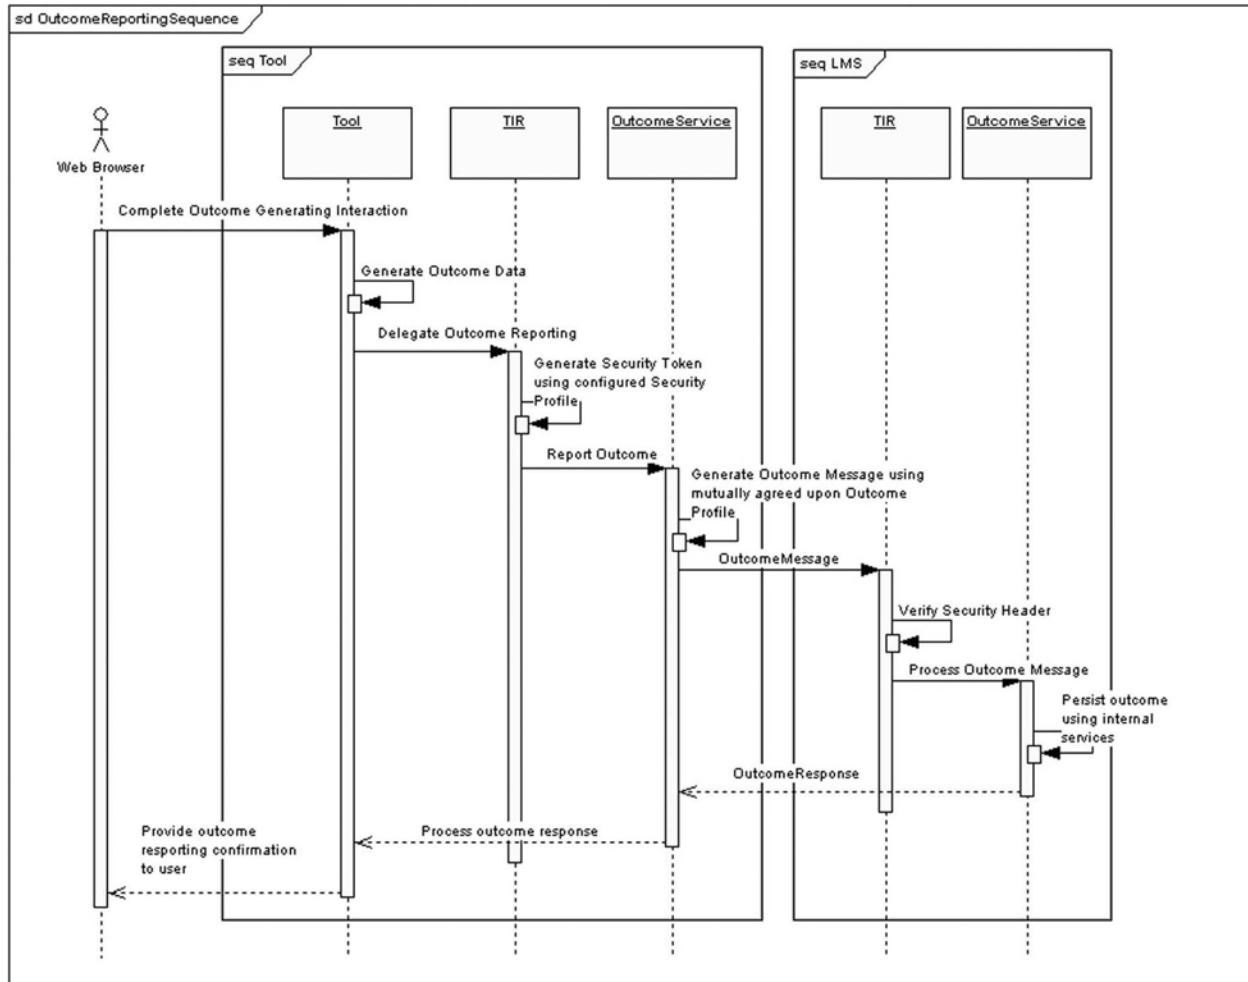 sd OutcomeReportingSequence
seq Tool
seq LMS
Tool
TIR
OutcomeService
TIR
OutcomeService
Web Browser
Complete Outcome Generating Interaction
Generate Outcome Data
Delegate Outcome Reporting
Generate Security Token
using configured Security
Profile
Report Outcome
Generate Outcome Message using
mutually agreed upon Outcome
Profile
OutcomeMessage
Verify Security Header
Process Outcome Message
Persist outcome
using internal
services
OutcomeResponse
Process outcome response
Provide outcome
resporting confirmation
to user